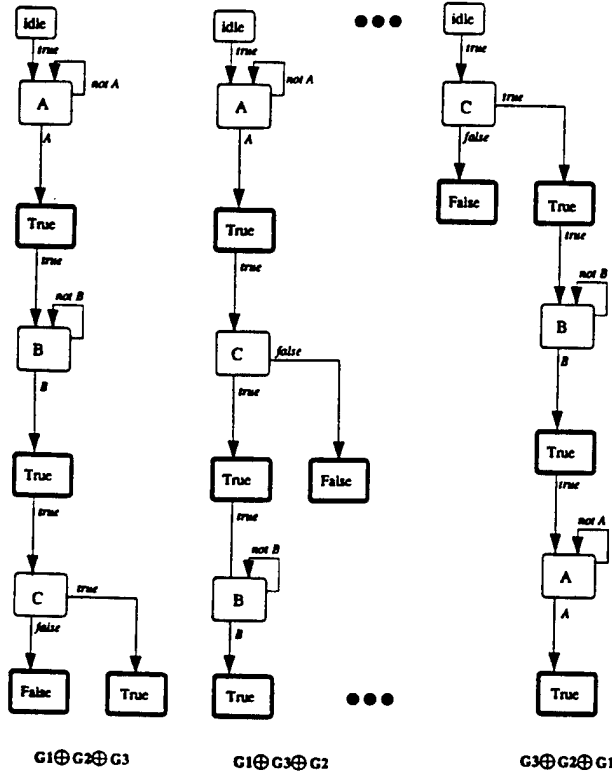 idle
true
not A
A
A
True
true
not B
B
B
True
true
C
true
false
False
True
G1⊕G2⊕G3
idle
true
not A
A
A
True
true
C
false
true
True
False
true
not B
B
B
True
G1⊕G3⊕G2
idle
true
C
true
false
False
True
true
not B
B
B
True
true
not A
A
A
True
G3⊕G2⊕G1